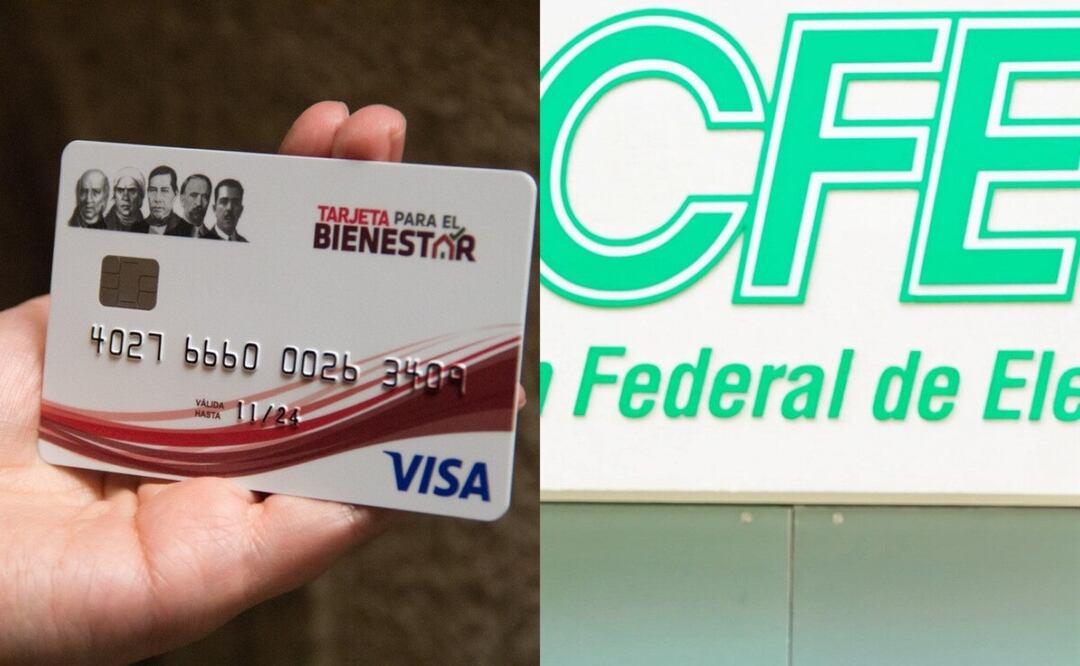 TARJETA PARA EL
BIENESTAR
4027 6660 0026 3409
VÁLIDA
HASTA 11/24
VISA
CFE
n Federal de Ele